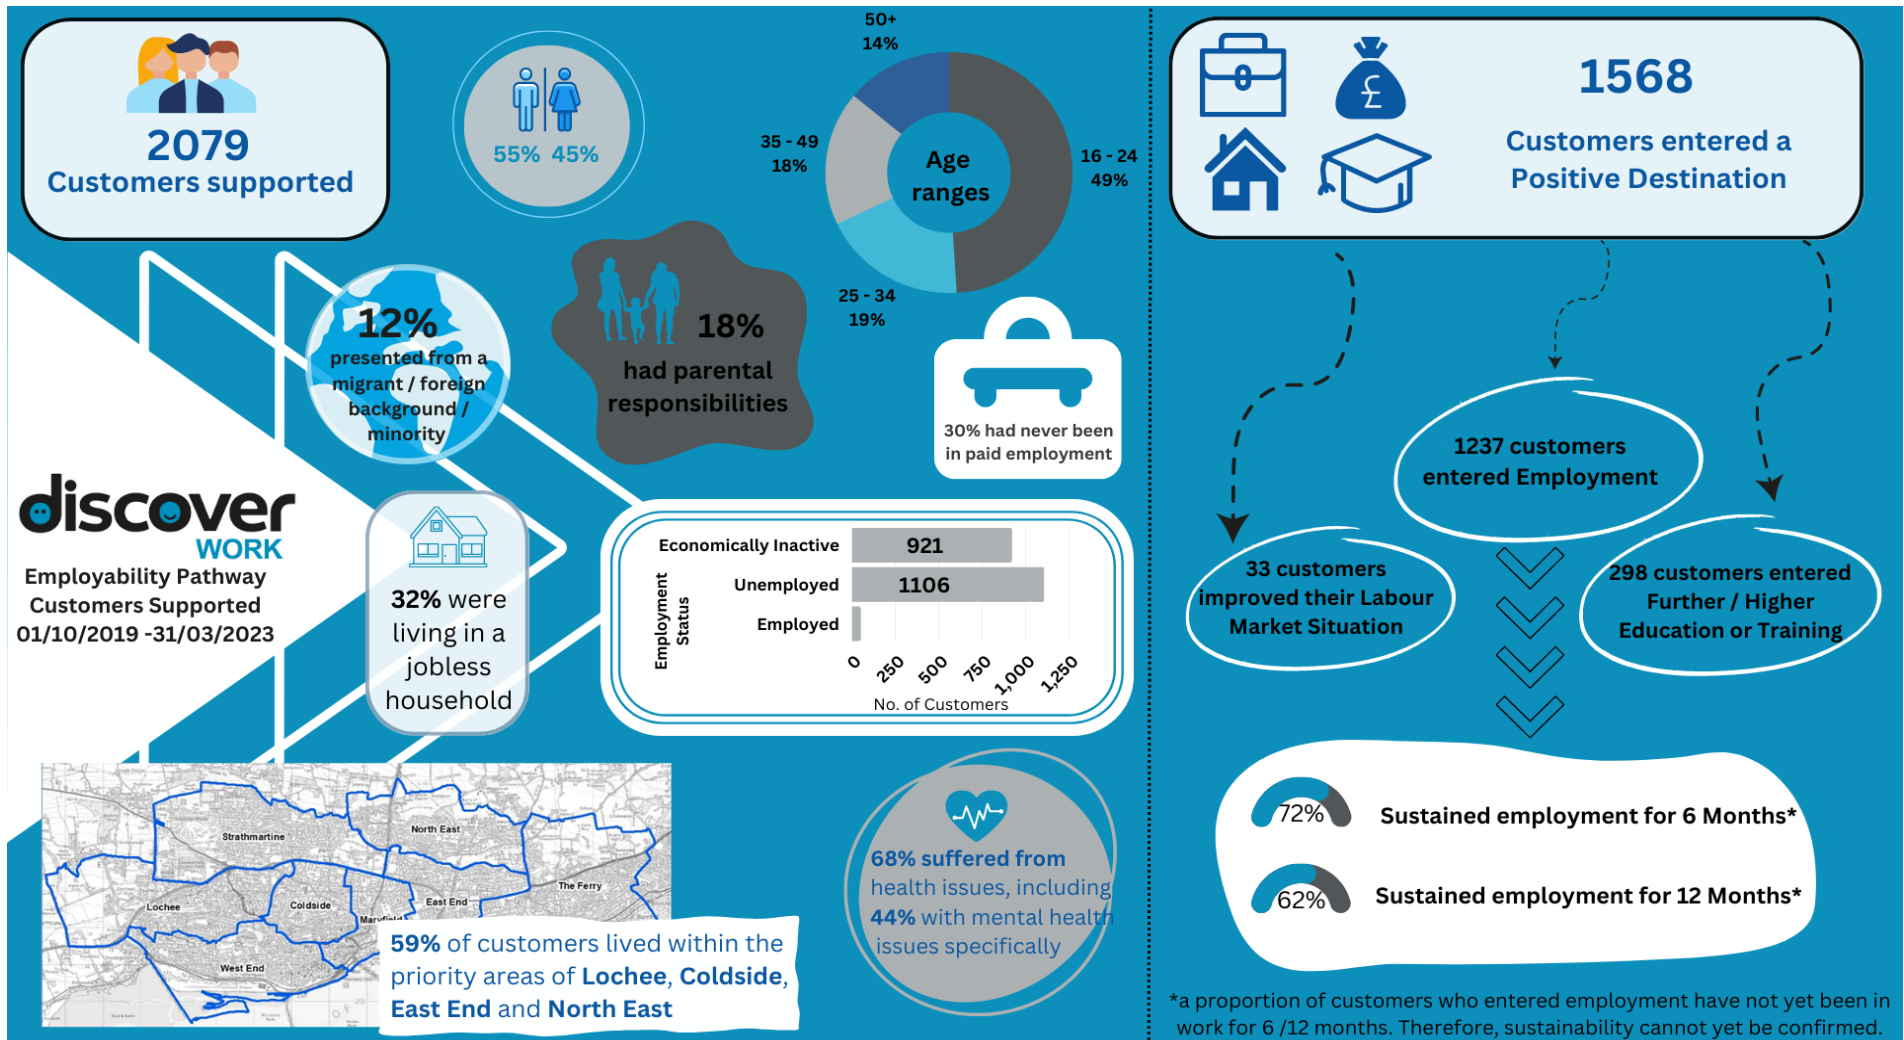 2079
Customers supported
55% 45%
50+
14%
35 - 49
18%
Age
ranges
16 - 24
49%
25 - 34
19%
12%
presented from a
migrant / foreign
background /
minority
18%
had parental
responsibilities
30% had never been
in paid employment
discover
WORK
Employability Pathway
Customers Supported
01/10/2019 -31/03/2023
32% were
living in a
jobless
household
Employment
Status
Economically Inactive
921
Unemployed
1106
Employed
0 250 500 750 1,000 1,250
No. of Customers
Strathmartine
North East
The Ferry
Lochee
Coldside
East End
Maryfield
West End
59% of customers lived within the
priority areas of Lochee, Coldside,
East End and North East
68% suffered from
health issues, including
44% with mental health
issues specifically
£
1568
Customers entered a
Positive Destination
1237 customers
entered Employment
33 customers
improved their Labour
Market Situation
298 customers entered
Further / Higher
Education or Training
72%
Sustained employment for 6 Months*
62%
Sustained employment for 12 Months*
*a proportion of customers who entered employment have not yet been in
work for 6 /12 months. Therefore, sustainability cannot yet be confirmed.